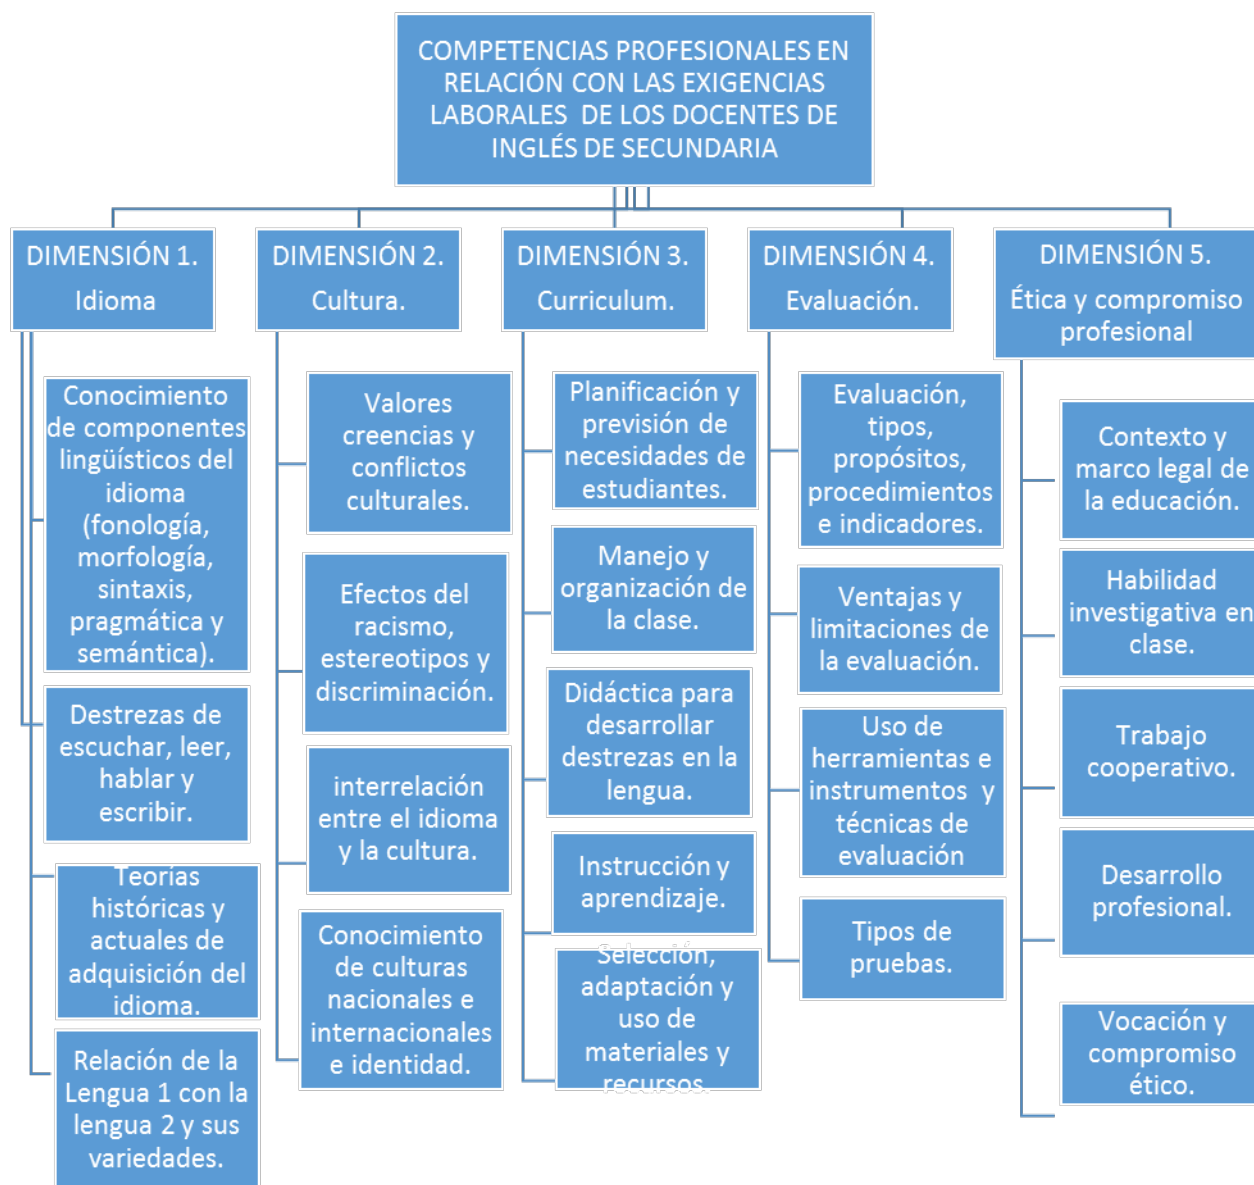 COMPETENCIAS PROFESIONALES EN
RELACIÓN CON LAS EXIGENCIAS
LABORALES DE LOS DOCENTES DE
INGLÉS DE SECUNDARIA
DIMENSIÓN 1.
Idioma
Conocimiento
de componentes
lingüísticos del
idioma
(fonología,
morfología,
sintaxis,
pragmática y
semántica).
Destrezas de
escuchar, leer,
hablar y
escribir.
Teorías
históricas y
actuales de
adquisición del
idioma.
Relación de la
Lengua 1 con la
lengua 2 y sus
variedades.
DIMENSIÓN 2.
Cultura.
Valores
creencias y
conflictos
culturales.
Efectos del
racismo,
estereotipos y
discriminación.
interrelación
entre el idioma
y la cultura.
Conocimiento
de culturas
nacionales e
internacionales
e identidad.
DIMENSIÓN 3.
Curriculum.
Planificación y
previsión de
necesidades de
estudiantes.
Manejo y
organización de
la clase.
Didáctica para
desarrollar
destrezas en la
lengua.
Instrucción y
aprendizaje.
Selección,
adaptación y
uso de
materiales y
recursos.
DIMENSIÓN 4.
Evaluación.
Evaluación,
tipos,
propósitos,
procedimientos
e indicadores.
Ventajas y
limitaciones de
la evaluación.
Uso de
herramientas e
instrumentos y
técnicas de
evaluación
Tipos de
pruebas.
DIMENSIÓN 5.
Ética y compromiso
profesional
Contexto y
marco legal de
la educación.
Habilidad
investigativa en
clase.
Trabajo
cooperativo.
Desarrollo
profesional.
Vocación y
compromiso
ético.